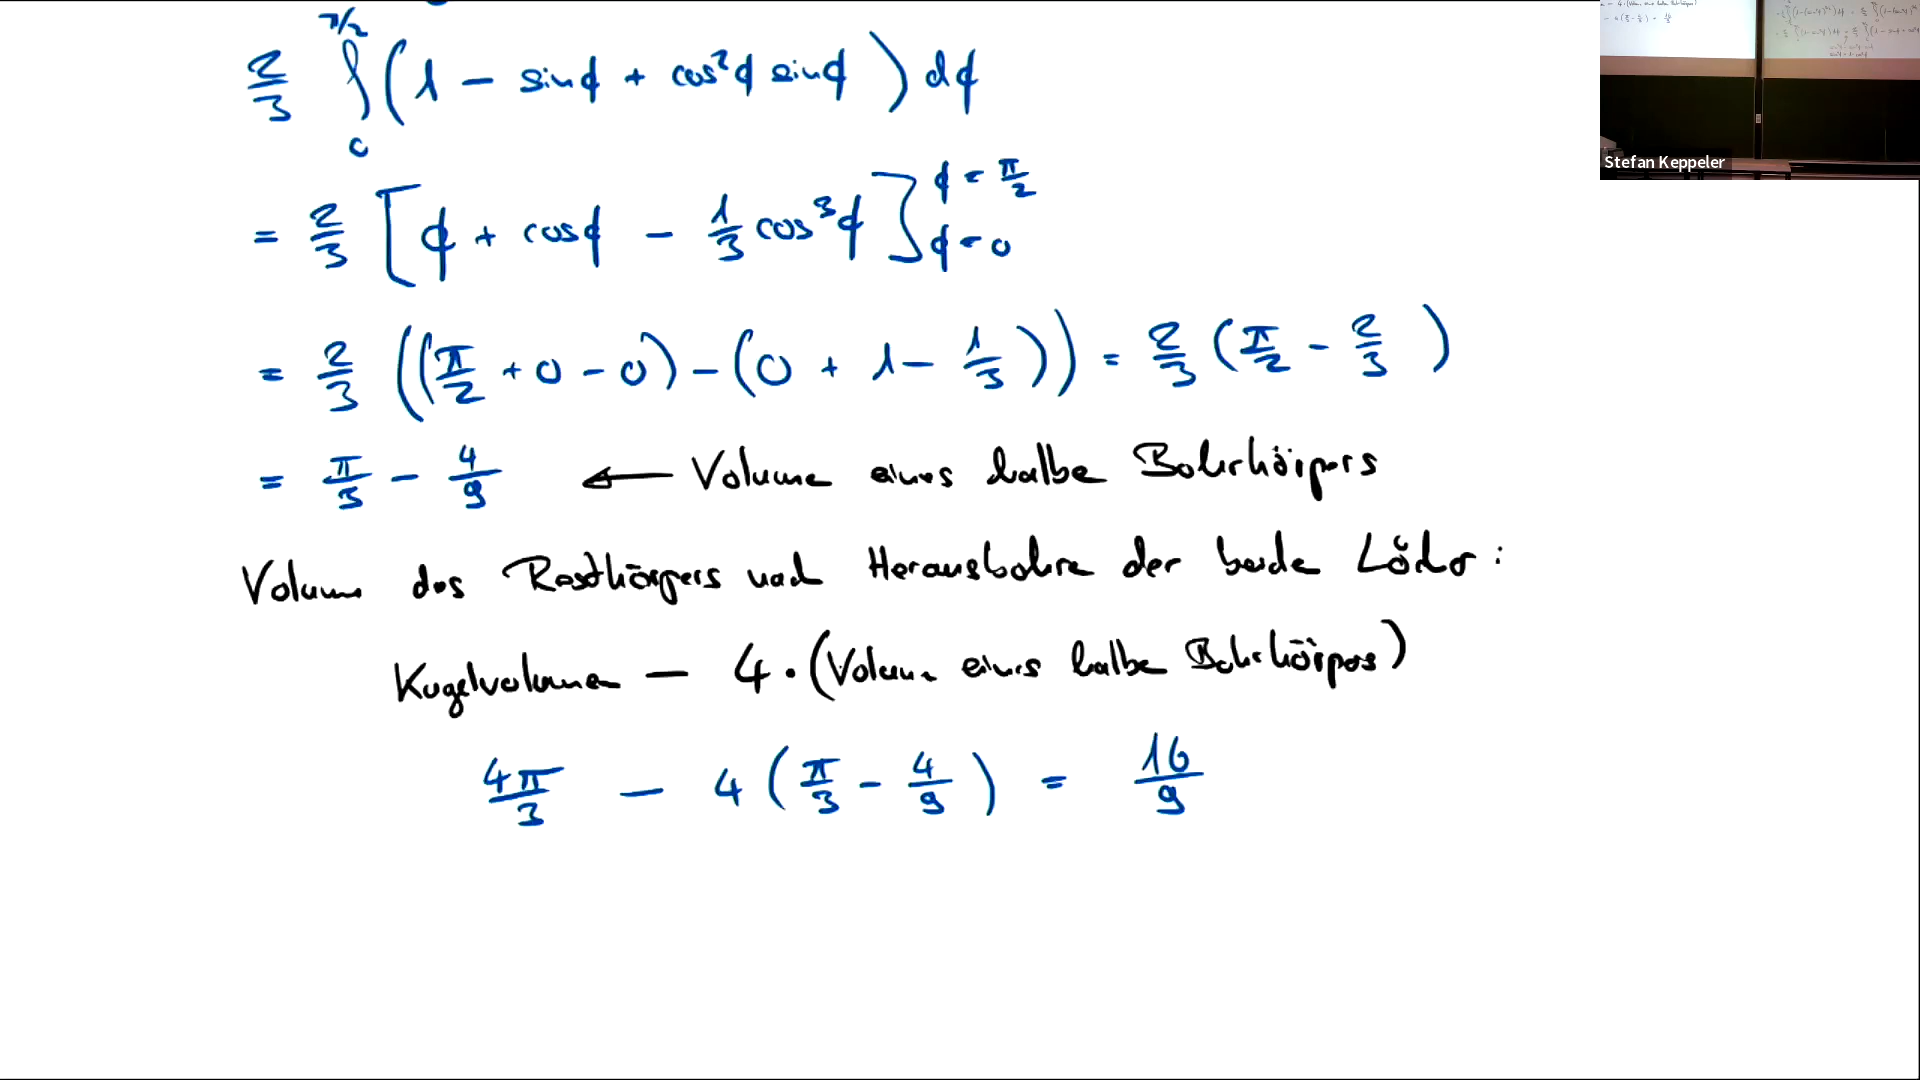 2/3 ∫_0^{π/2} (1 - sinϕ + cos²ϕ sinϕ) dϕ
= 2/3 [ϕ + cosϕ - 1/3 cos³ϕ]_{ϕ=0}^{ϕ=π/2}
= 2/3 ((π/2 + 0 - 0) - (0 + 1 - 1/3)) = 2/3 (π/2 - 2/3)
= π/3 - 4/9 ← Volumen eines halben Bohrkörpers
Volumen des Restkörpers nach Herausbohren der beiden Löcher:
Kugelvolumen - 4·(Volumen eines halben Bohrkörpers)
4π/3 - 4(π/3 - 4/9) = 16/9
Stefan Keppeler